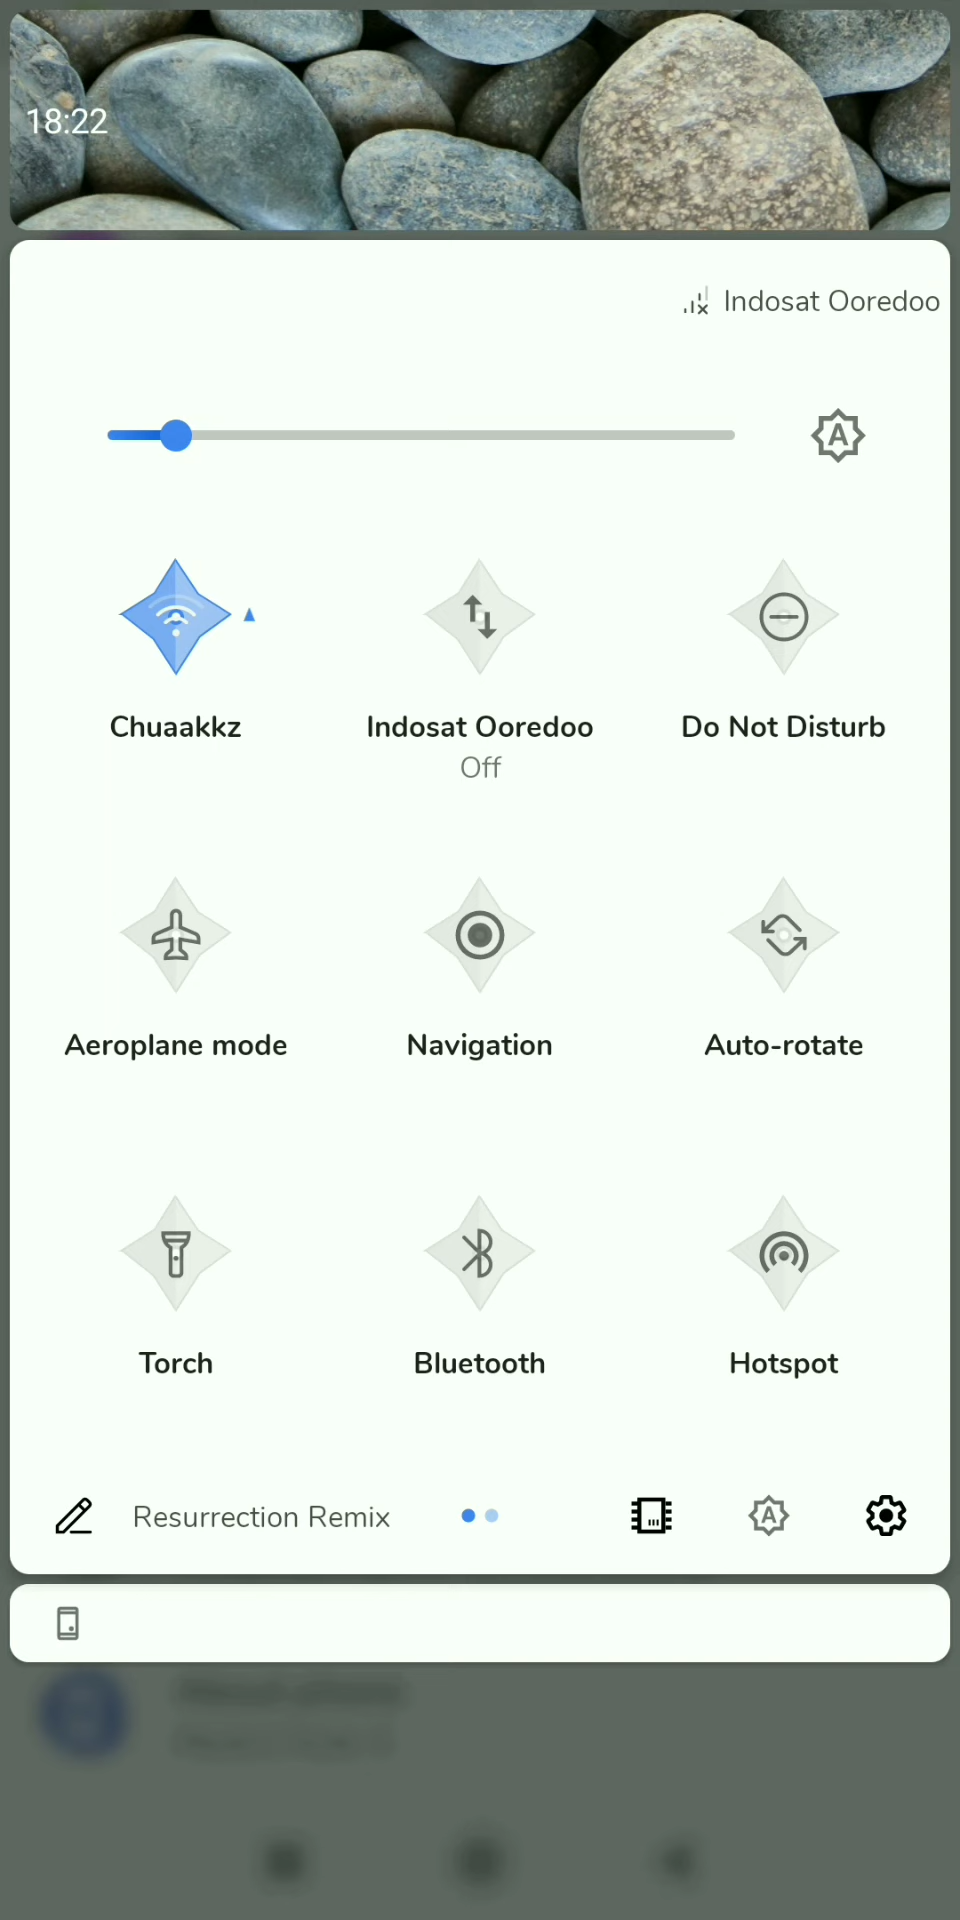 18:22
Indosat Ooredoo
Chuaakkz
Indosat Ooredoo
Off
Do Not Disturb
Aeroplane mode
Navigation
Auto-rotate
Torch
Bluetooth
Hotspot
Resurrection Remix